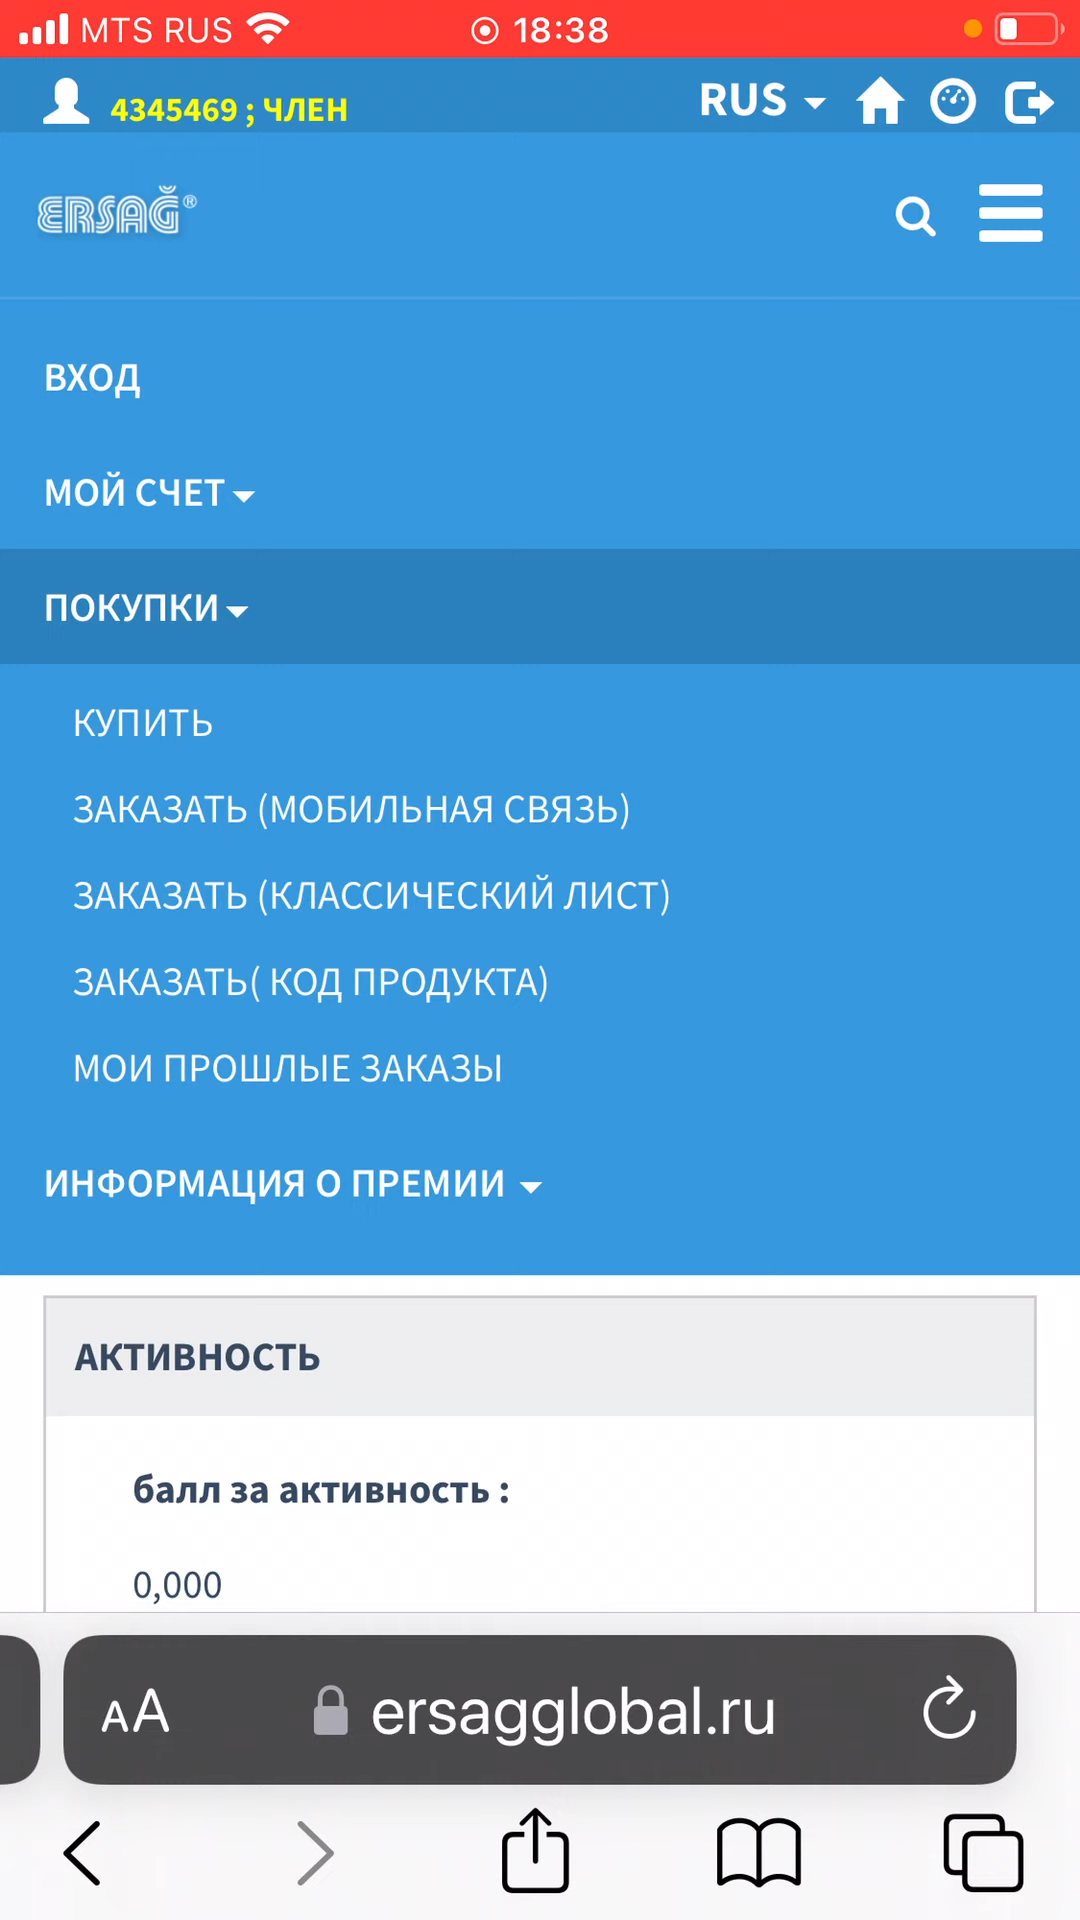 MTS RUS 18:38
4345469 ; ЧЛЕН RUS
ERSAĞ®
ВХОД
МОЙ СЧЕТ
ПОКУПКИ
КУПИТЬ
ЗАКАЗАТЬ (МОБИЛЬНАЯ СВЯЗЬ)
ЗАКАЗАТЬ (КЛАССИЧЕСКИЙ ЛИСТ)
ЗАКАЗАТЬ( КОД ПРОДУКТА)
МОИ ПРОШЛЫЕ ЗАКАЗЫ
ИНФОРМАЦИЯ О ПРЕМИИ
АКТИВНОСТЬ
балл за активность :
0,000
AA ersagglobal.ru